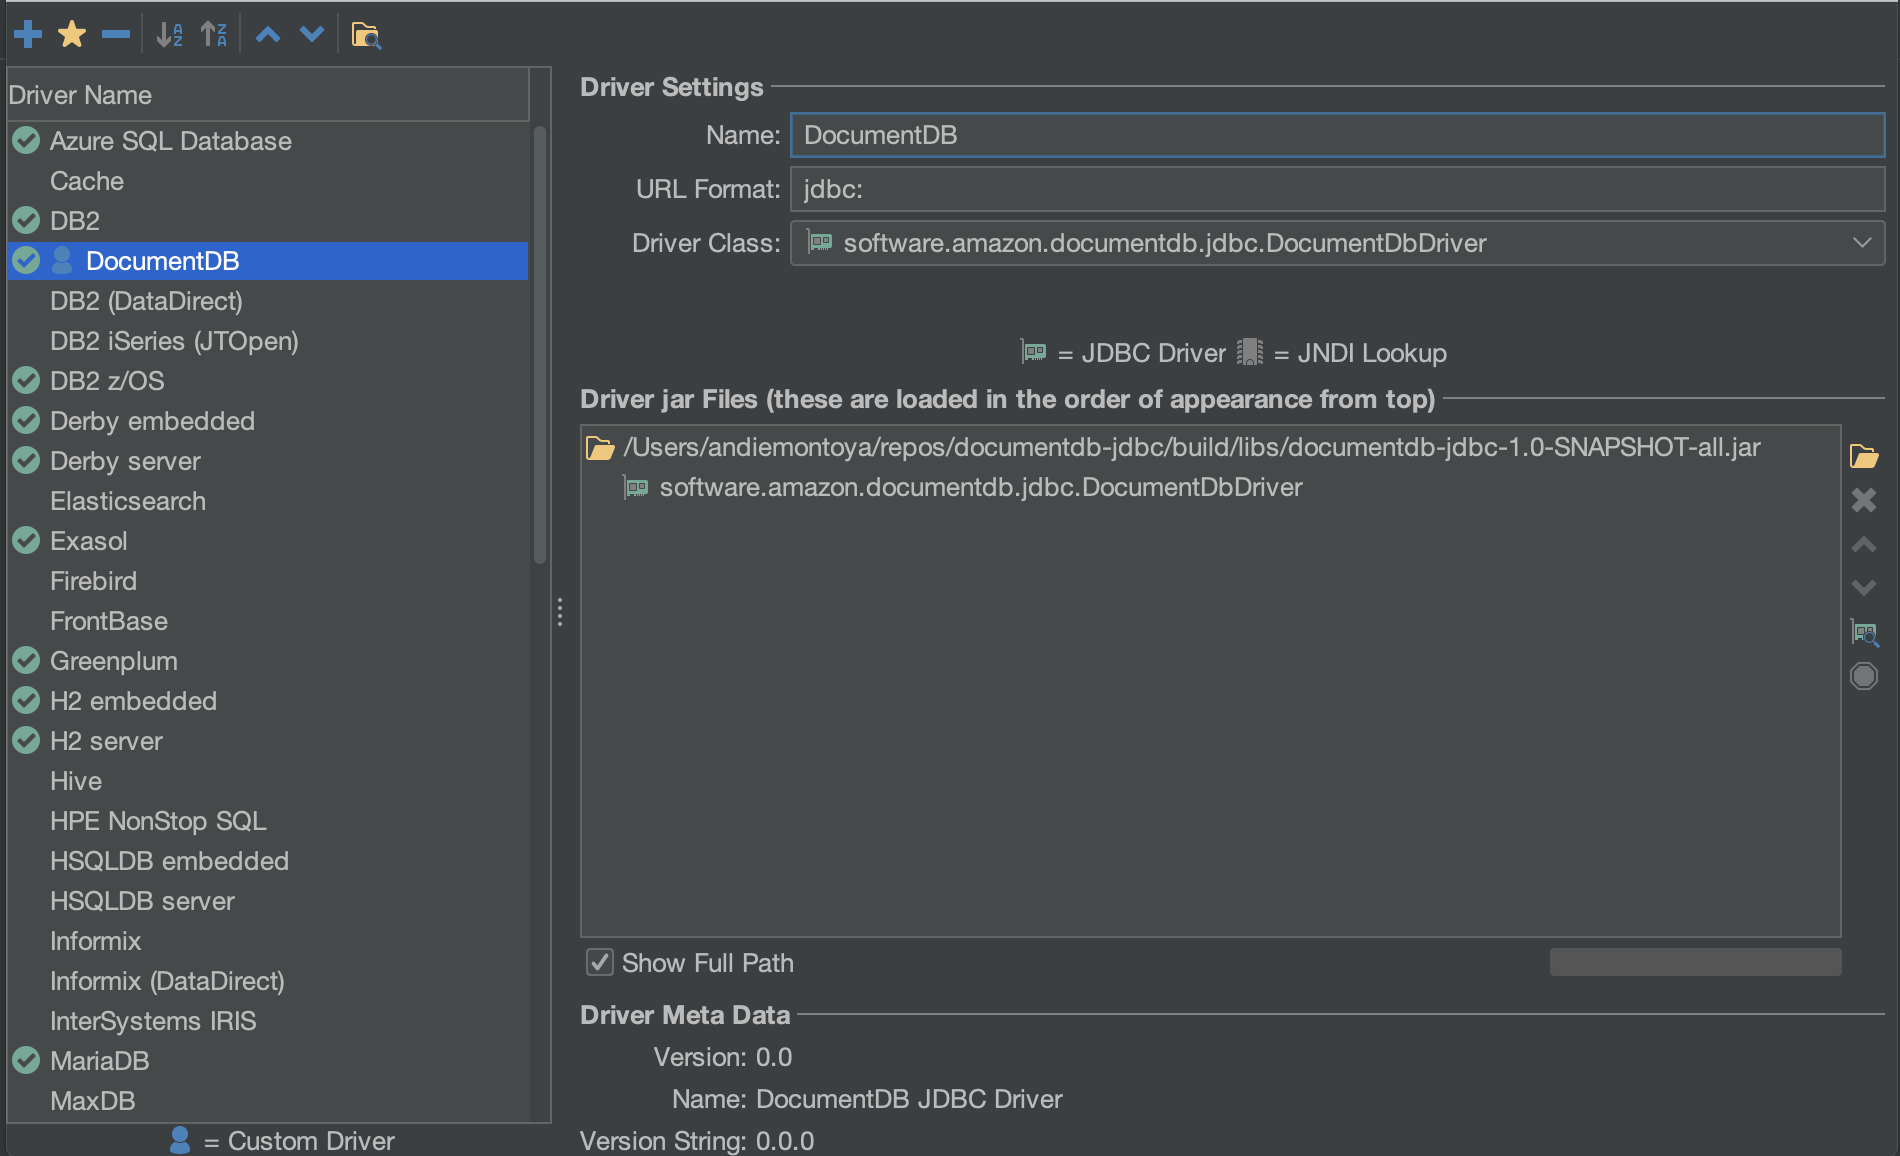 Driver Name
Azure SQL Database
Cache
DB2
DocumentDB
DB2 (DataDirect)
DB2 iSeries (JTOpen)
DB2 z/OS
Derby embedded
Derby server
Elasticsearch
Exasol
Firebird
FrontBase
Greenplum
H2 embedded
H2 server
Hive
HPE NonStop SQL
HSQLDB embedded
HSQLDB server
Informix
Informix (DataDirect)
InterSystems IRIS
MariaDB
MaxDB
= Custom Driver
Driver Settings
Name: DocumentDB
URL Format: jdbc:
Driver Class: software.amazon.documentdb.jdbc.DocumentDbDriver
= JDBC Driver = JNDI Lookup
Driver jar Files (these are loaded in the order of appearance from top)
/Users/andiemontoya/repos/documentdb-jdbc/build/libs/documentdb-jdbc-1.0-SNAPSHOT-all.jar
software.amazon.documentdb.jdbc.DocumentDbDriver
Show Full Path
Driver Meta Data
Version: 0.0
Name: DocumentDB JDBC Driver
Version String: 0.0.0